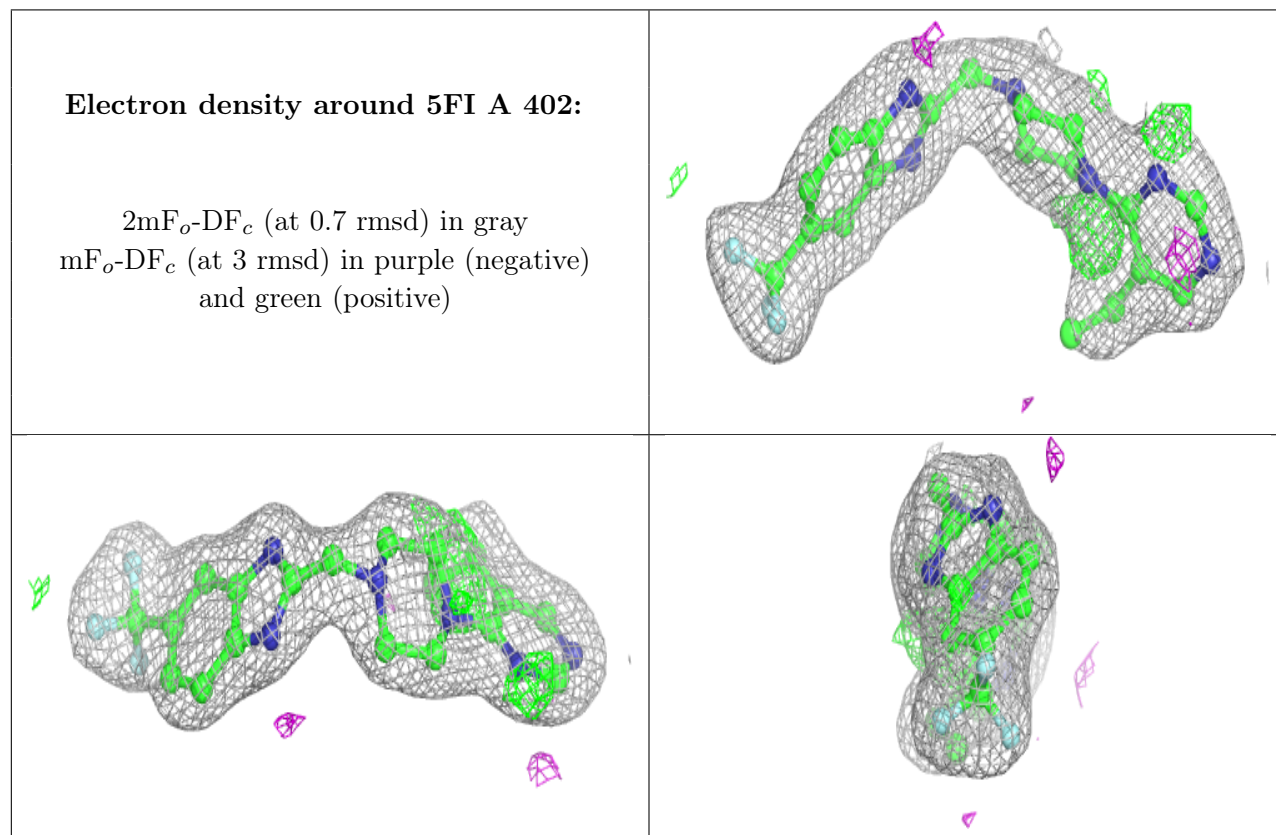 Electron density around 5FI A 402:
2mFₒ-DF𝒸 (at 0.7 rmsd) in gray
mFₒ-DF𝒸 (at 3 rmsd) in purple (negative)
and green (positive)